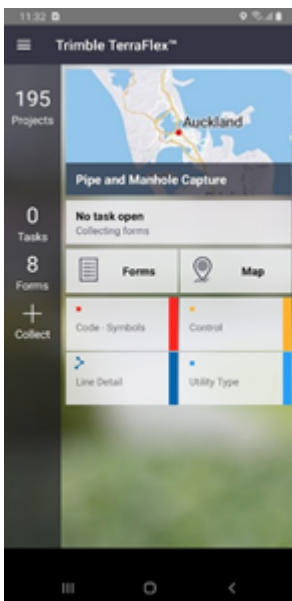 11:32
Trimble TerraFlex™
195
Projects
Auckland
Pipe and Manhole Capture
0
Tasks
No task open
Collecting forms
8
Forms
Forms
Map
Collect
Code - Symbols
Control
Line Detail
Utility Type